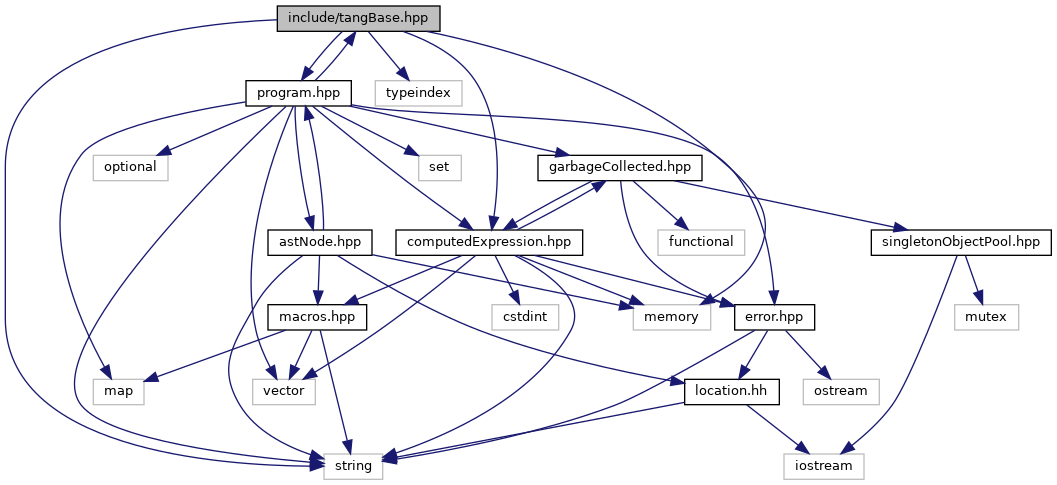 include/tangBase.hpp
program.hpp
typeindex
optional
set
garbageCollected.hpp
astNode.hpp
computedExpression.hpp
functional
singletonObjectPool.hpp
macros.hpp
cstdint
memory
error.hpp
mutex
map
vector
location.hh
ostream
string
iostream